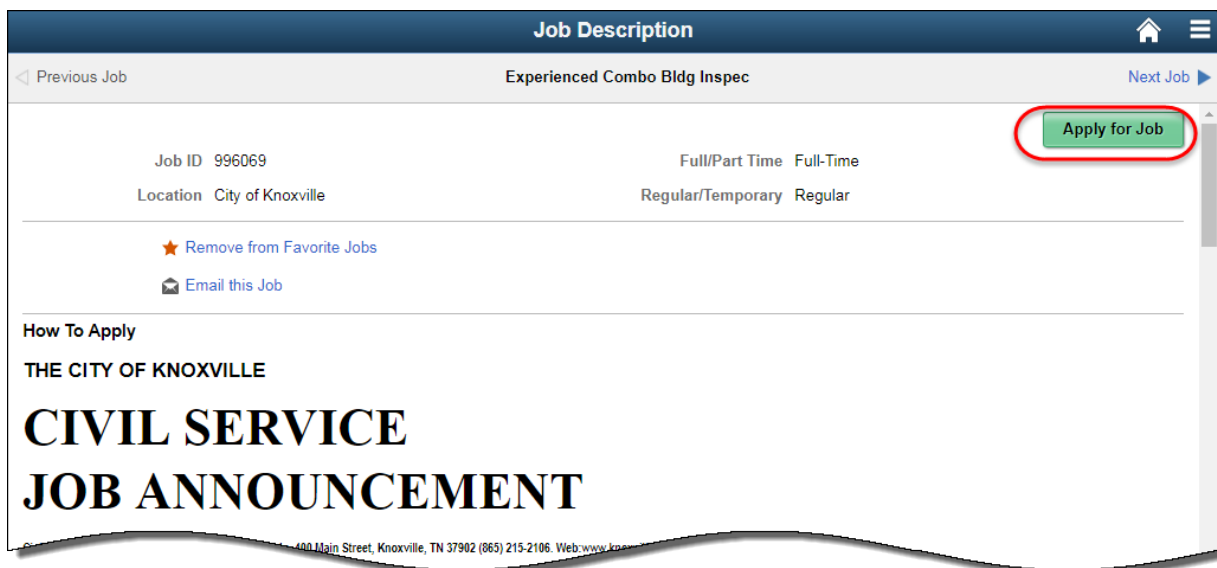 Job Description
Previous Job Experienced Combo Bldg Inspec Next Job
Apply for Job
Job ID 996069 Full/Part Time Full-Time
Location City of Knoxville Regular/Temporary Regular
Remove from Favorite Jobs
Email this Job
How To Apply
THE CITY OF KNOXVILLE
CIVIL SERVICE
JOB ANNOUNCEMENT
400 Main Street, Knoxville, TN 37902 (865) 215-2106. Web: